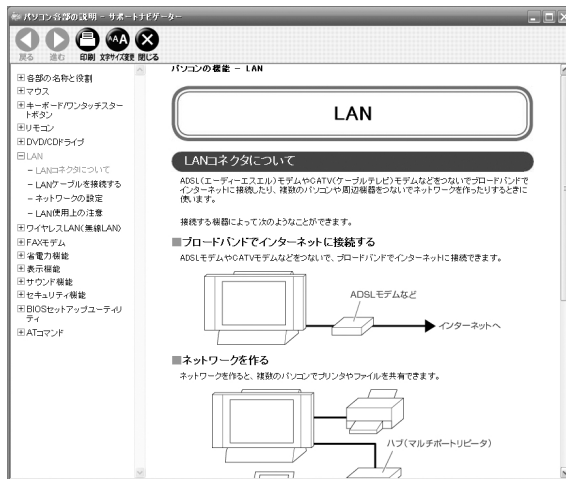 パソコン各部の説明 - サポートナビゲーター
戻る 進む 印刷 文字サイズ変更 閉じる
AAA
各部の名称と役割
マウス
キーボード/ワンタッチスター
トボタン
リモコン
DVD/CDドライブ
LAN
- LANコネクタについて
- LANケーブルを接続する
- ネットワークの設定
- LAN使用上の注意
ワイヤレスLAN(無線LAN)
FAXモデム
省電力機能
表示機能
サウンド機能
セキュリティ機能
BIOSセットアップユーティリ
ティ
ATコマンド
パソコンの機能 - LAN
LAN
LANコネクタについて
ADSL(エーディーエスエル)モデムやCATV(ケーブルテレビ)モデムなどをつないでブロードバンドで
インターネットに接続したり、複数のパソコンや周辺機器をつないでネットワークを作ったりするときに
使います。
接続する機器によって次のようなことができます。
■ブロードバンドでインターネットに接続する
ADSLモデムやCATVモデムなどをつないで、ブロードバンドでインターネットに接続できます。
ADSLモデムなど
インターネットへ
■ネットワークを作る
ネットワークを作ると、複数のパソコンでプリンタやファイルを共有できます。
ハブ(マルチポートリピータ)